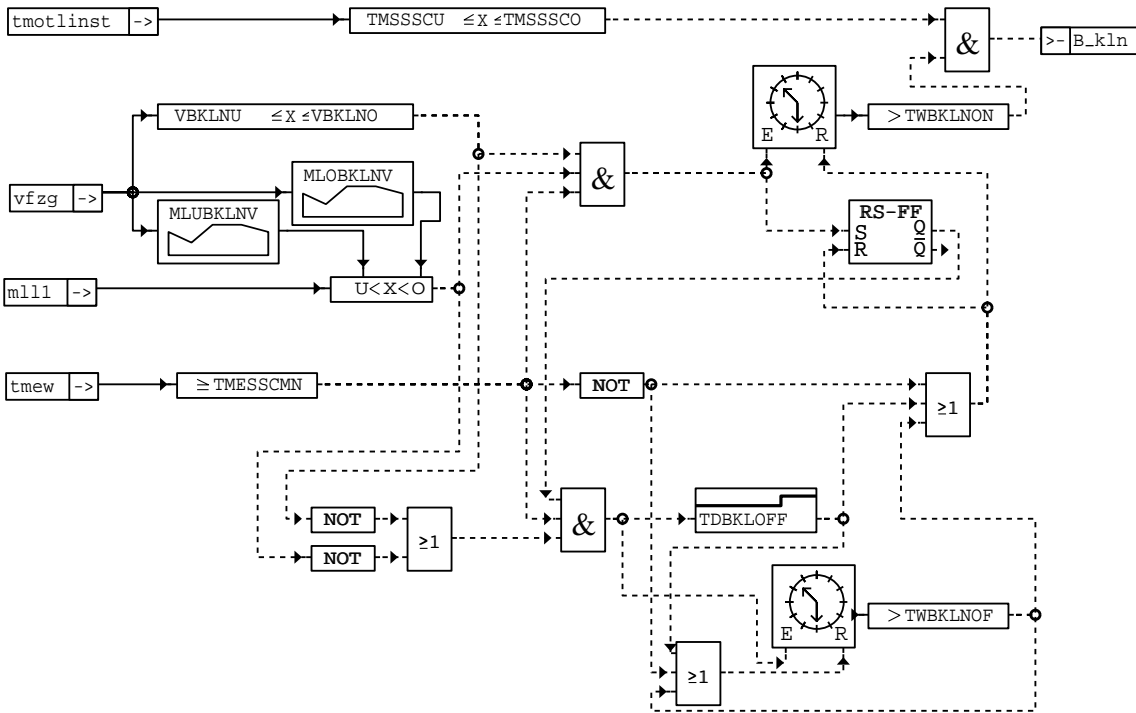 tmotlinst ->
TMSSSCU ≤X≤TMSSSCO
&
>- B_kln
VBKLNU ≤X≤VBKLNO
E R
>TWBKLNON
MLOBKLNV
&
vfzg ->
MLUBKLNV
RS-FF
S Q
R Q̅
mll1 ->
U<X<O
tmew ->
≧TMESSCMN
NOT
≥1
NOT
NOT
≥1
&
TDBKLOFF
E R
>TWBKLNOF
≥1